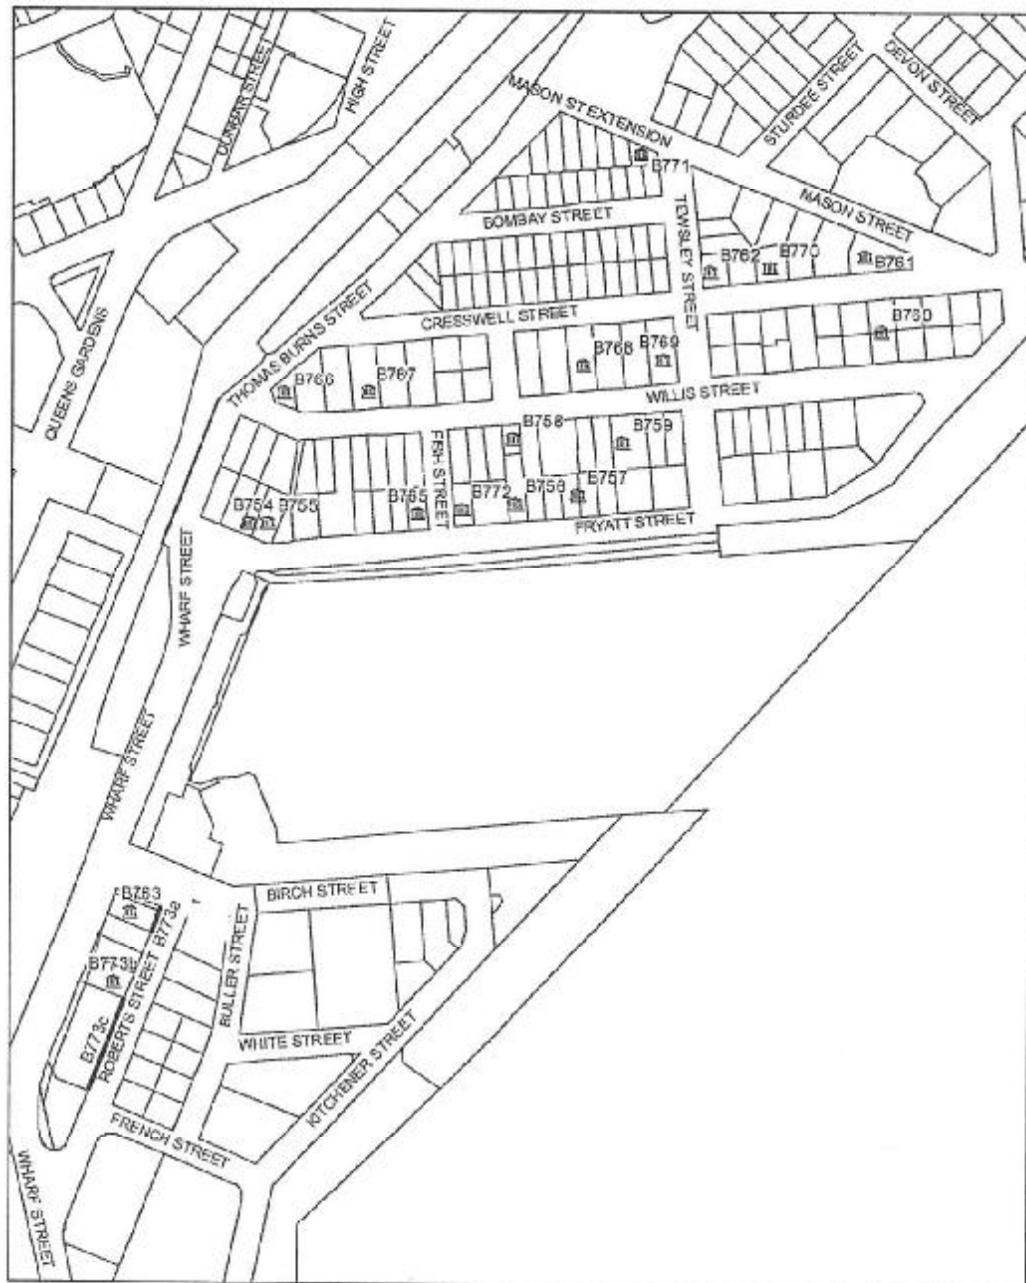 DUNBAR STREET
HIGH STREET
MASON ST EXTENSION
STURDEE STREET
DEVON STREET
B771
BOMBAY STREET
TEWSLEY STREET
MASON STREET
B762
B770
B761
CRESSWELL STREET
THOMAS BURNS STREET
QUEENS GARDENS
B760
B766
B767
B768
B769
WILLIS STREET
FISH STREET
B758
B759
B754
B755
B765
B772
B756
B757
FRYATT STREET
WHARF STREET
WHARF STREET
BIRCH STREET
B763
B773a
B773b
B773c
ROBERTS STREET
BULLER STREET
WHITE STREET
KITCHENER STREET
FRENCH STREET
WHARF STREET